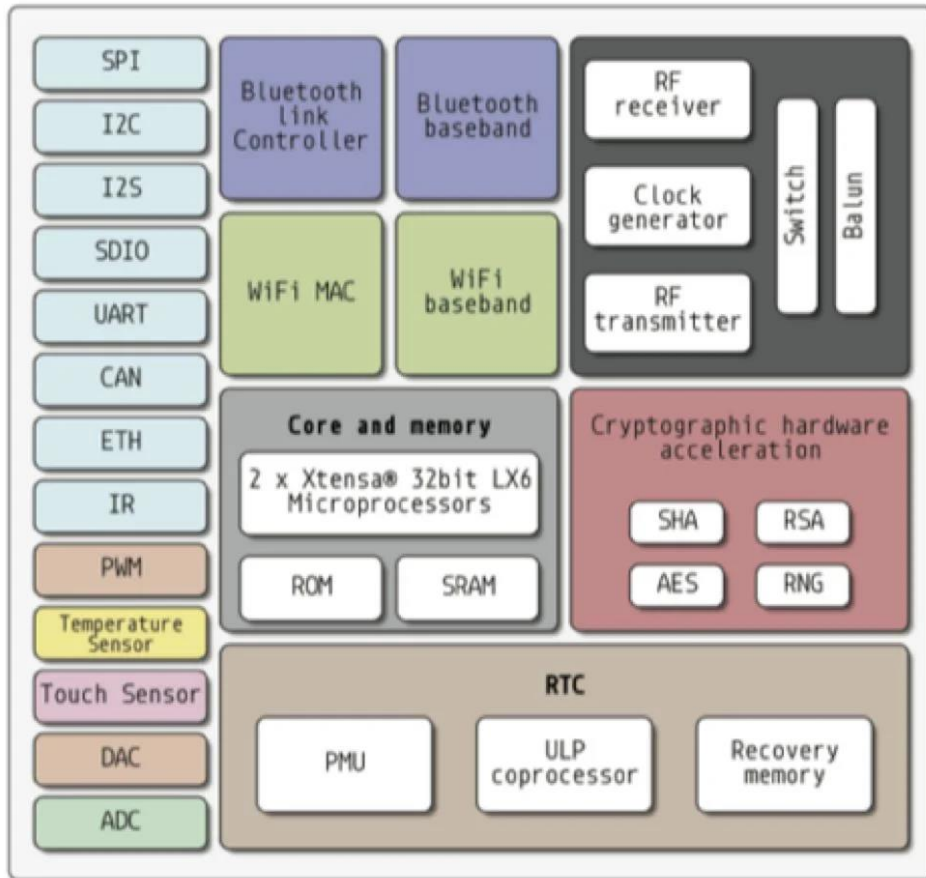 SPI
I2C
I2S
SDIO
UART
CAN
ETH
IR
PWM
Temperature
Sensor
Touch Sensor
DAC
ADC
Bluetooth
link
Controller
Bluetooth
baseband
WiFi MAC
WiFi
baseband
RF
receiver
Clock
generator
RF
transmitter
Switch
Balun
Core and memory
2 x Xtensa® 32bit LX6
Microprocessors
ROM
SRAM
Cryptographic hardware
acceleration
SHA
RSA
AES
RNG
RTC
PMU
ULP
coprocessor
Recovery
memory